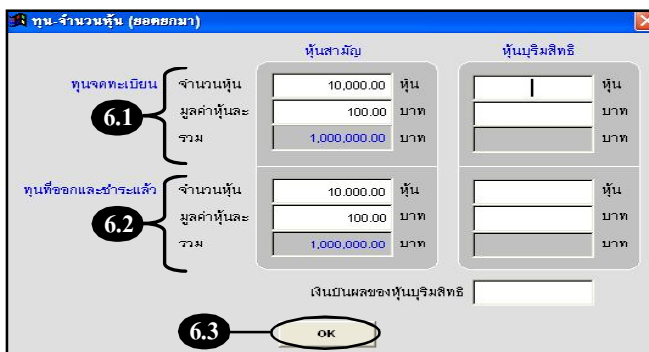 ทุน-จำนวนหุ้น (ยอดยกมา)
หุ้นสามัญ หุ้นบุริมสิทธิ
ทุนจดทะเบียน จำนวนหุ้น 10,000.00 หุ้น หุ้น
6.1 มูลค่าหุ้นละ 100.00 บาท บาท
รวม 1,000,000.00 บาท บาท
ทุนที่ออกและชำระแล้ว จำนวนหุ้น 10.000.00 หุ้น หุ้น
6.2 มูลค่าหุ้นละ 100.00 บาท บาท
รวม 1,000,000.00 บาท บาท
เงินปันผลของหุ้นบุริมสิทธิ
6.3 OK